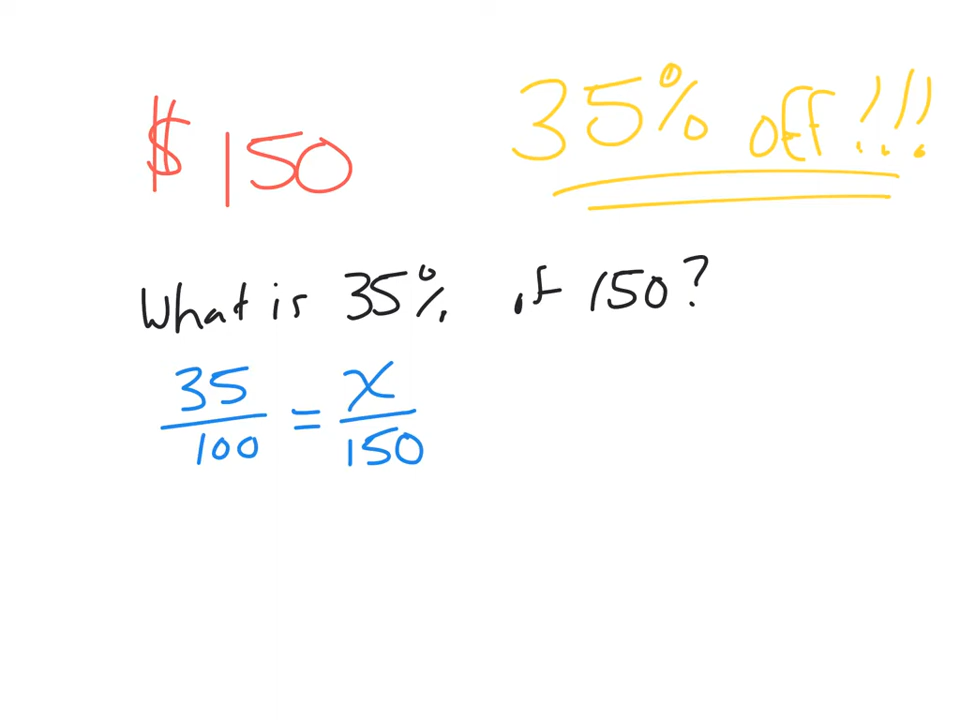 $ 150
35% off!!!
What is 35% of 150?
35/100 = x/150